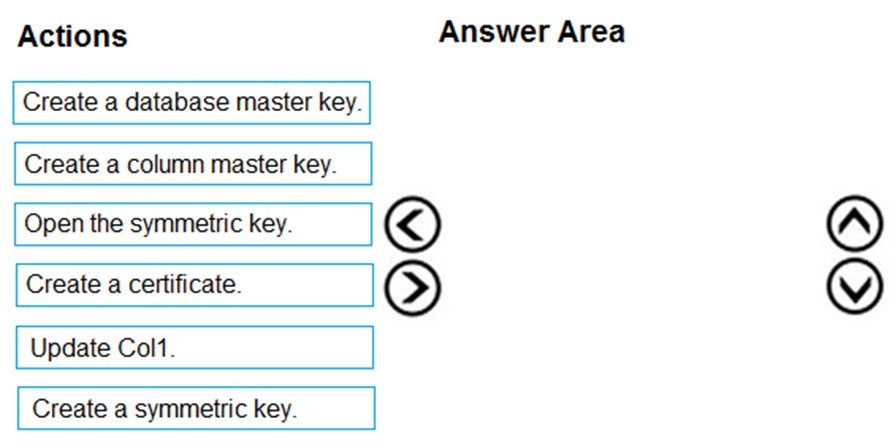 Actions
Answer Area
Create a database master key.
Create a column master key.
Open the symmetric key.
Create a certificate.
Update Col1.
Create a symmetric key.